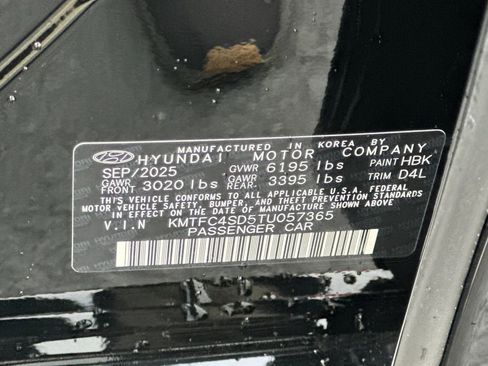 MANUFACTURED IN KOREA BY
HYUNDAI MOTOR COMPANY
SEP/2025 GVWR 6195 lbs PAINT HBK
GAWR FRONT 3020 lbs GAWR REAR: 3395 lbs TRIM D4L
THIS VEHICLE CONFORMS TO ALL APPLICABLE U.S.A. FEDERAL
MOTOR VEHICLE SAFETY, BUMPER, AND THEFT PREVENTION STANDARDS
IN EFFECT ON THE DATE OF MANUFACTURE SHOWN ABOVE.
V.I.N KMTFC4SD5TU057365
PASSENGER CAR